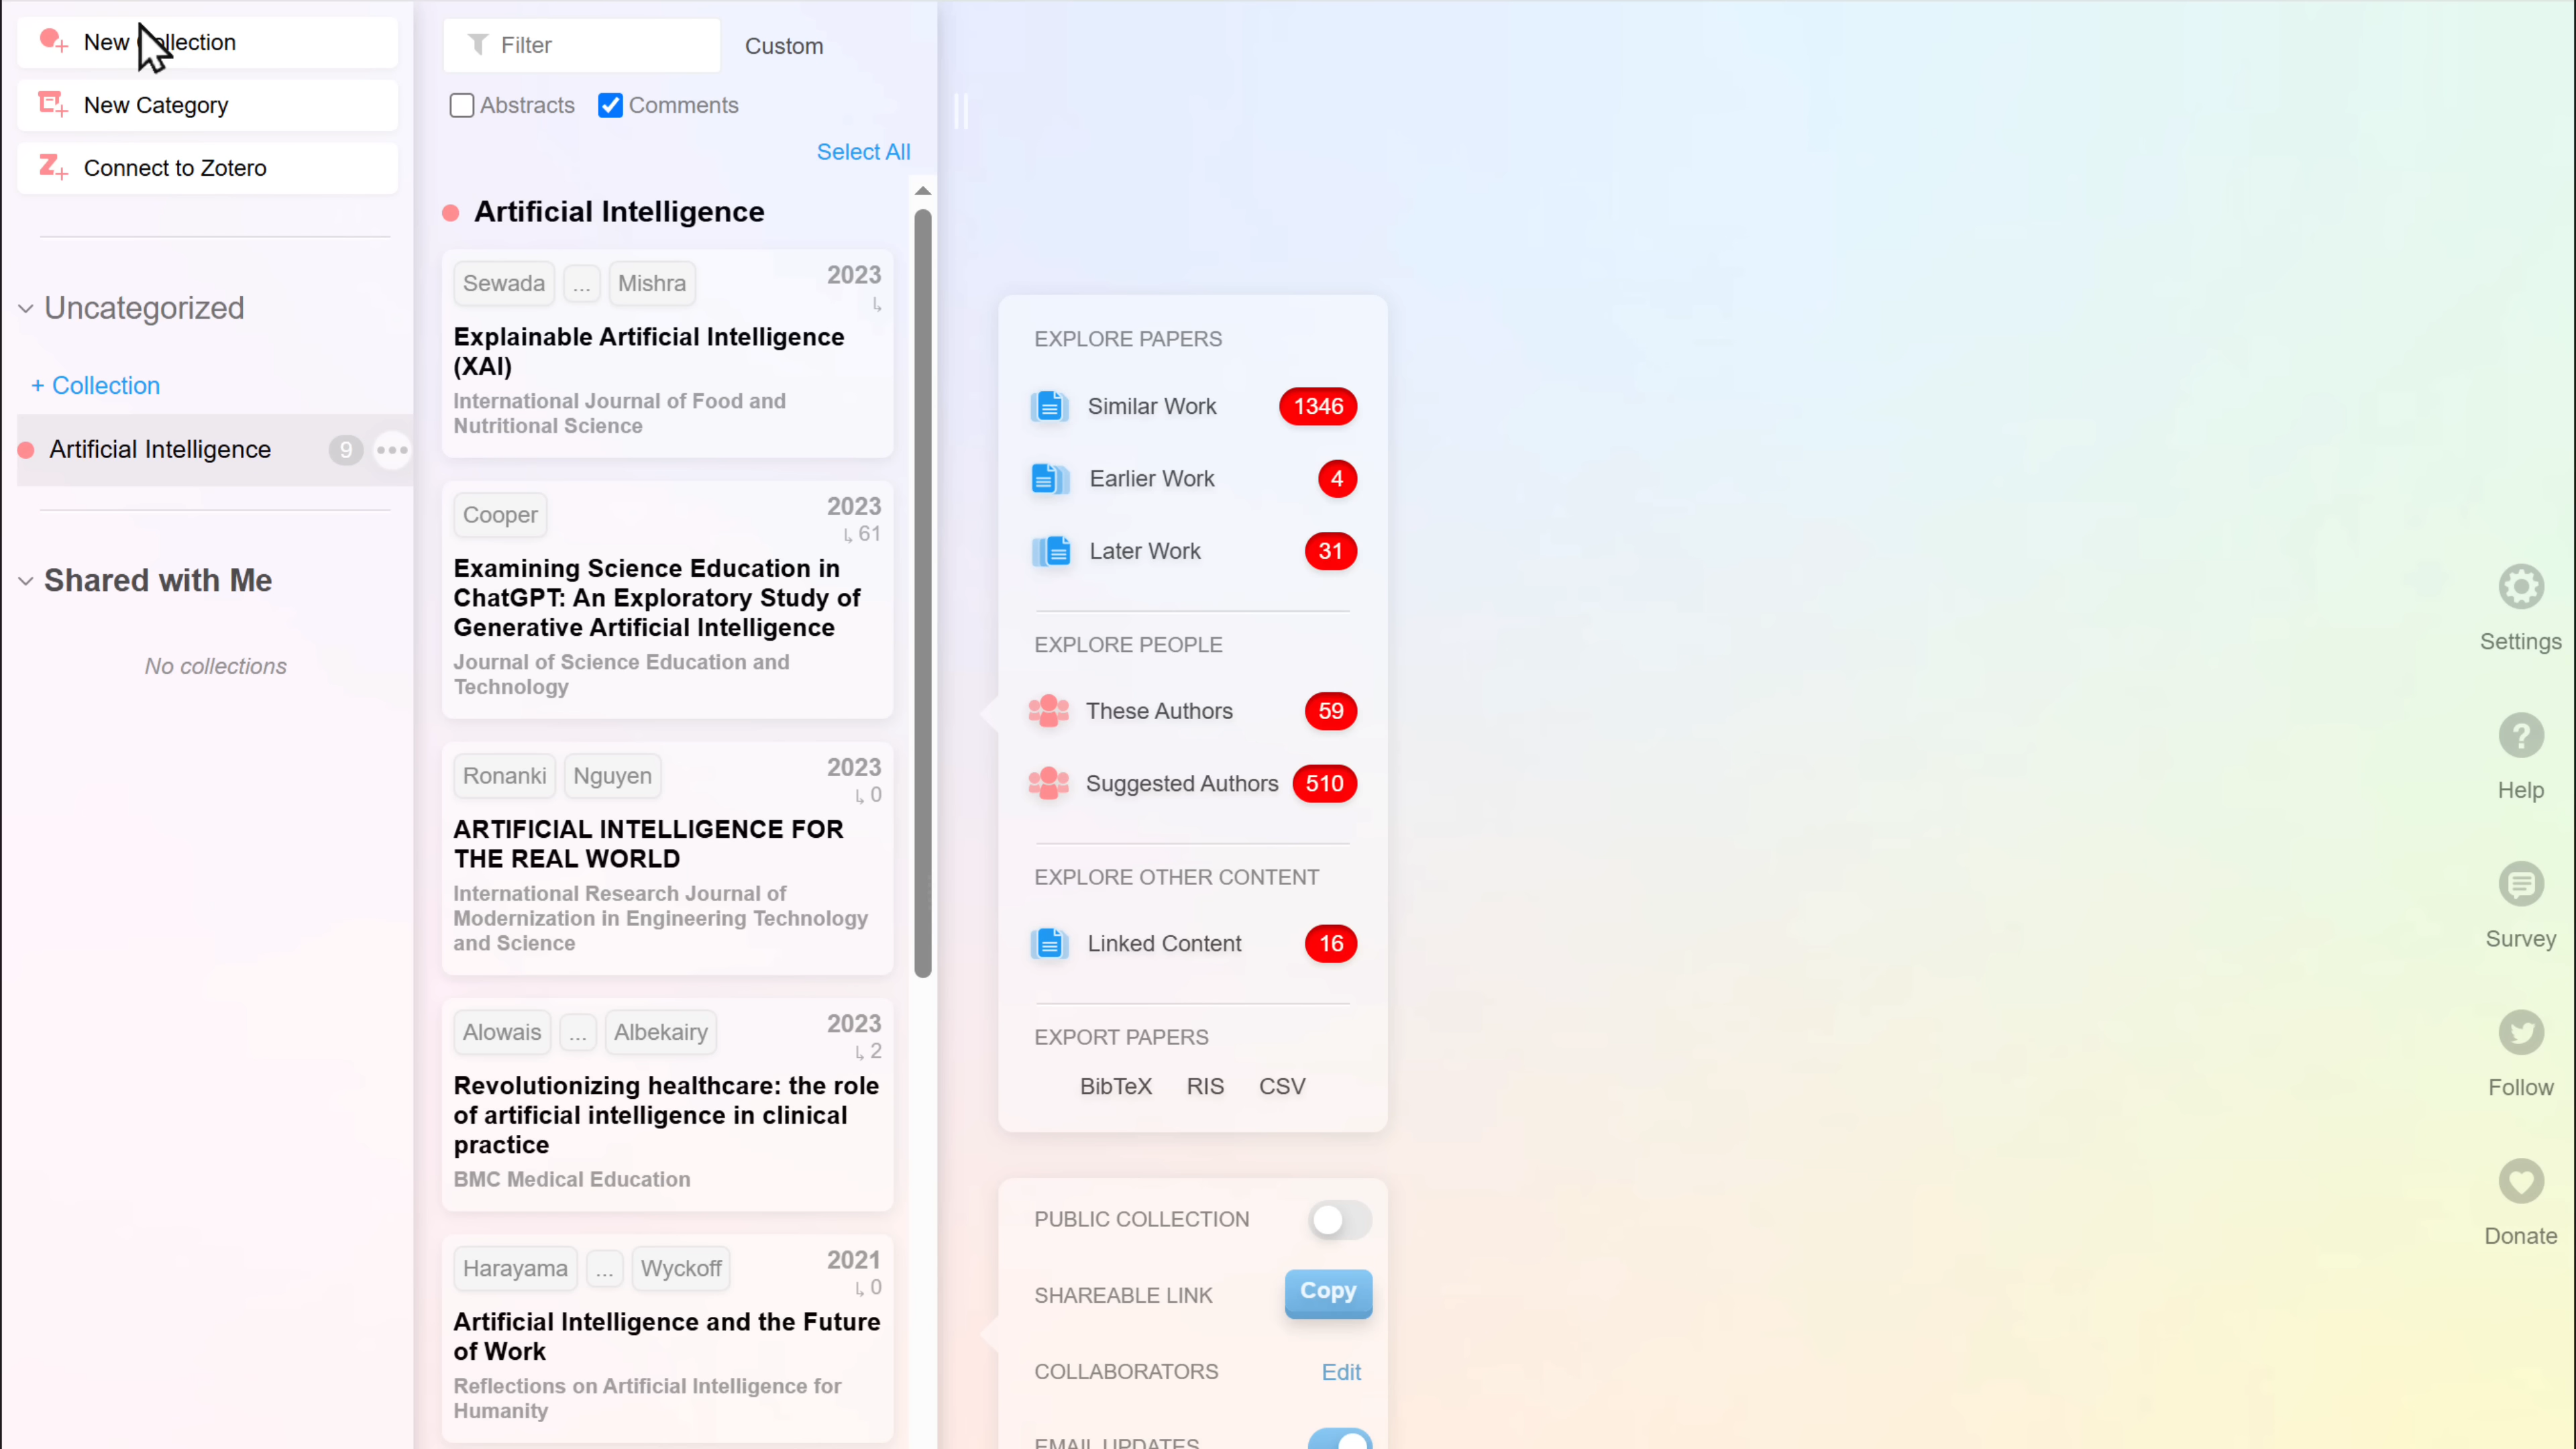 New Collection
New Category
Connect to Zotero
Uncategorized
+ Collection
Artificial Intelligence 9
Shared with Me
No collections
Filter
Custom
Abstracts Comments
Select All
Artificial Intelligence
Sewada ... Mishra 2023
Explainable Artificial Intelligence
(XAI)
International Journal of Food and
Nutritional Science
Cooper 2023
61
Examining Science Education in
ChatGPT: An Exploratory Study of
Generative Artificial Intelligence
Journal of Science Education and
Technology
Ronanki Nguyen 2023
0
ARTIFICIAL INTELLIGENCE FOR
THE REAL WORLD
International Research Journal of
Modernization in Engineering Technology
and Science
Alowais ... Albekairy 2023
2
Revolutionizing healthcare: the role
of artificial intelligence in clinical
practice
BMC Medical Education
Harayama ... Wyckoff 2021
0
Artificial Intelligence and the Future
of Work
Reflections on Artificial Intelligence for
Humanity
EXPLORE PAPERS
Similar Work 1346
Earlier Work 4
Later Work 31
EXPLORE PEOPLE
These Authors 59
Suggested Authors 510
EXPLORE OTHER CONTENT
Linked Content 16
EXPORT PAPERS
BibTeX RIS CSV
PUBLIC COLLECTION
SHAREABLE LINK Copy
COLLABORATORS Edit
EMAIL UPDATES
Settings
Help
Survey
Follow
Donate